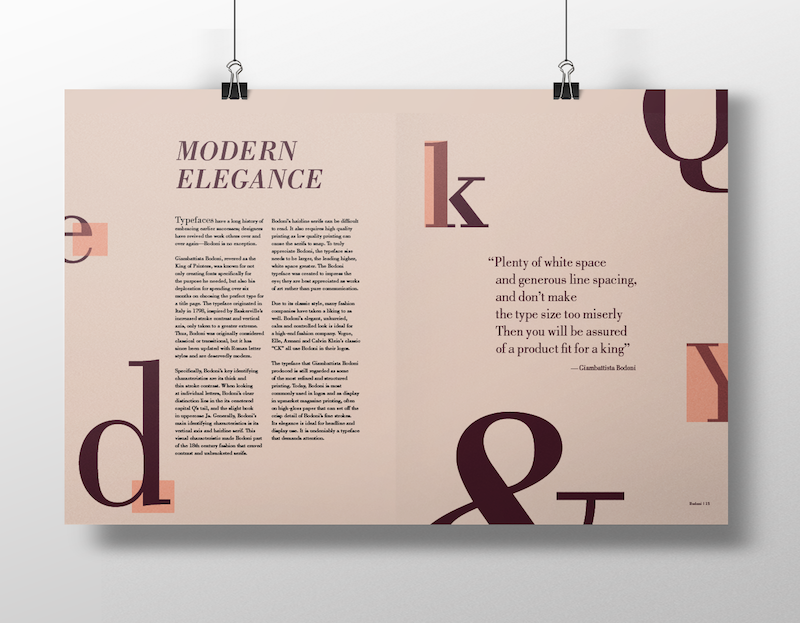 MODERN
ELEGANCE
Typefaces have a long history of
embracing earlier successes; designers
have revived the work others over and
over again—Bodoni is no exception.
Giambattista Bodoni, revered as the
King of Printers, was known for not
only creating fonts specifically for
the purpose he needed, but also his
for spending over six
months on choosing the perfect type for
a title page. The typeface originated in
Italy in 1790, inspired by Baskerville's
increased stroke contrast and vertical
axis, only taken to a greater extreme.
Thus, Bodoni was originally considered
classical or transitional, but it has
since been updated with Roman letter
styles and are deservedly modern.
Specifically, Bodoni's key identifying
characteristics are its thick and
thin stroke contrast. When looking
at individual letters, Bodoni's clear
distinction lies in the its centered
capital Q's tail, and the slight hook
in uppercase Js. Generally, Bodoni's
main identifying characteristics is its
vertical axis and hairline serif. This
visual characteristic made Bodoni part
of the 18th century fashion that craved
contrast and unbracketed serifs.
Bodoni's hairline serifs can be difficult
to read. It also requires high quality
printing as low quality printing can
cause the serifs to snap. To truly
appreciate Bodoni, the typeface size
needs to be larger, the leading higher,
white space greater. The Bodoni
typeface was created to impress the
eye; they are best appreciated as works
of art rather than pure communication.
Due to its classic style, many fashion
companies have taken a liking to as
well. Bodoni's elegant, unhurried,
calm and controlled look is ideal for
a high-end fashion company. Vogue,
Elle, Armani and Calvin Klein's classic
"CK" all use Bodoni in their logos.
The typeface that Giambattista Bodoni
produced is still regarded as some
of the most refined and structured
printing. Today, Bodoni is most
commonly used in logos and as display
in upmarket magazine printing, often
on high-gloss paper that can set off the
crisp detail of Bodoni's fine strokes.
Its elegance is ideal for headline and
display use. It is undeniably a typeface
that demands attention.
e
d
k
Q
“Plenty of white space
and generous line spacing,
and don’t make
the type size too miserly
Then you will be assured
of a product fit for a king”
— Giambattista Bodoni
Y
&
Bodoni | 15